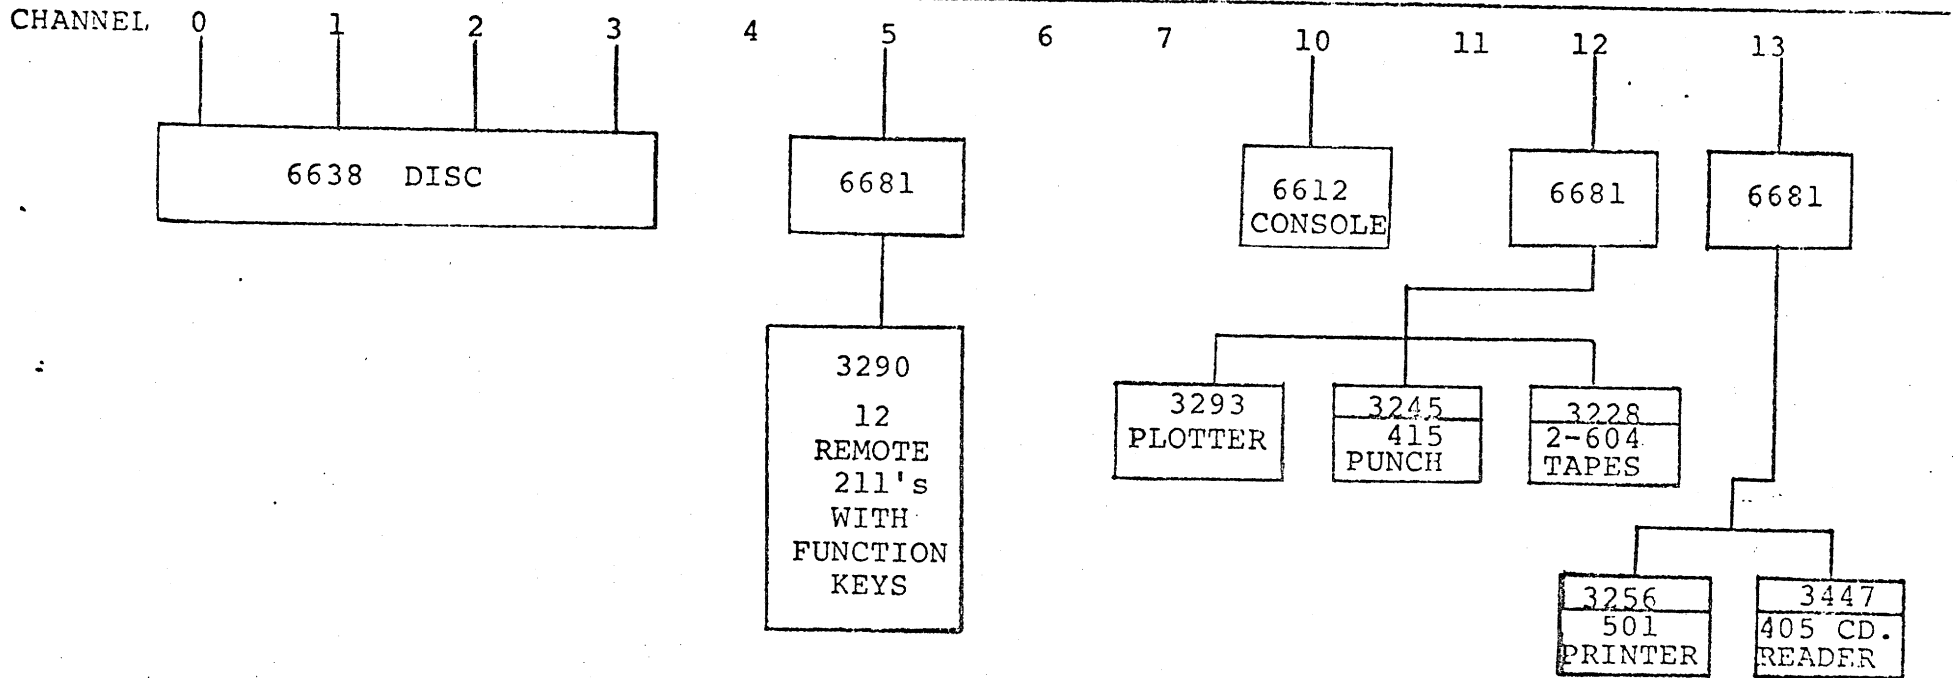 CHANNEL 0 1 2 3 4 5 6 7 10 11 12 13
6638 DISC
6681
6612
CONSOLE
6681
6681
3290
12
REMOTE
211's
WITH
FUNCTION
KEYS
3293
PLOTTER
3245
415
PUNCH
3228
2-604
TAPES
3256
501
PRINTER
3447
405 CD.
READER